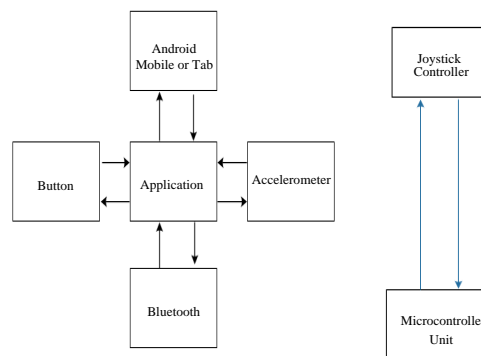 Android
Mobile or Tab
Joystick
Controller
Button
Application
Accelerometer
Bluetooth
Microcontrolle
Unit